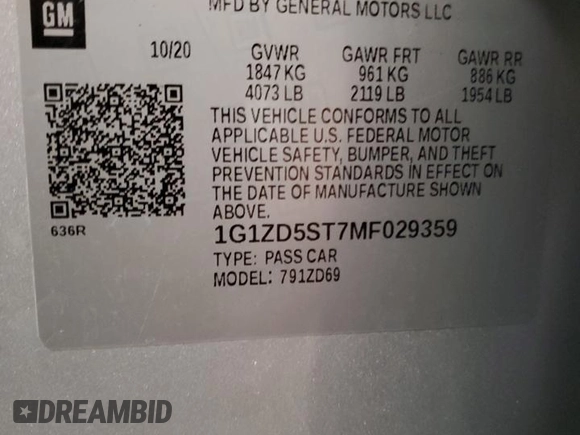 MFD BY GENERAL MOTORS LLC
GM
10/20 GVWR GAWR FRT GAWR RR
1847 KG 961 KG 886 KG
4073 LB 2119 LB 1954 LB
THIS VEHICLE CONFORMS TO ALL
APPLICABLE U.S. FEDERAL MOTOR
VEHICLE SAFETY, BUMPER, AND THEFT
PREVENTION STANDARDS IN EFFECT ON
THE DATE OF MANUFACTURE SHOWN
ABOVE.
636R
1G1ZD5ST7MF029359
TYPE: PASS CAR
MODEL: 791ZD69
DREAMBID